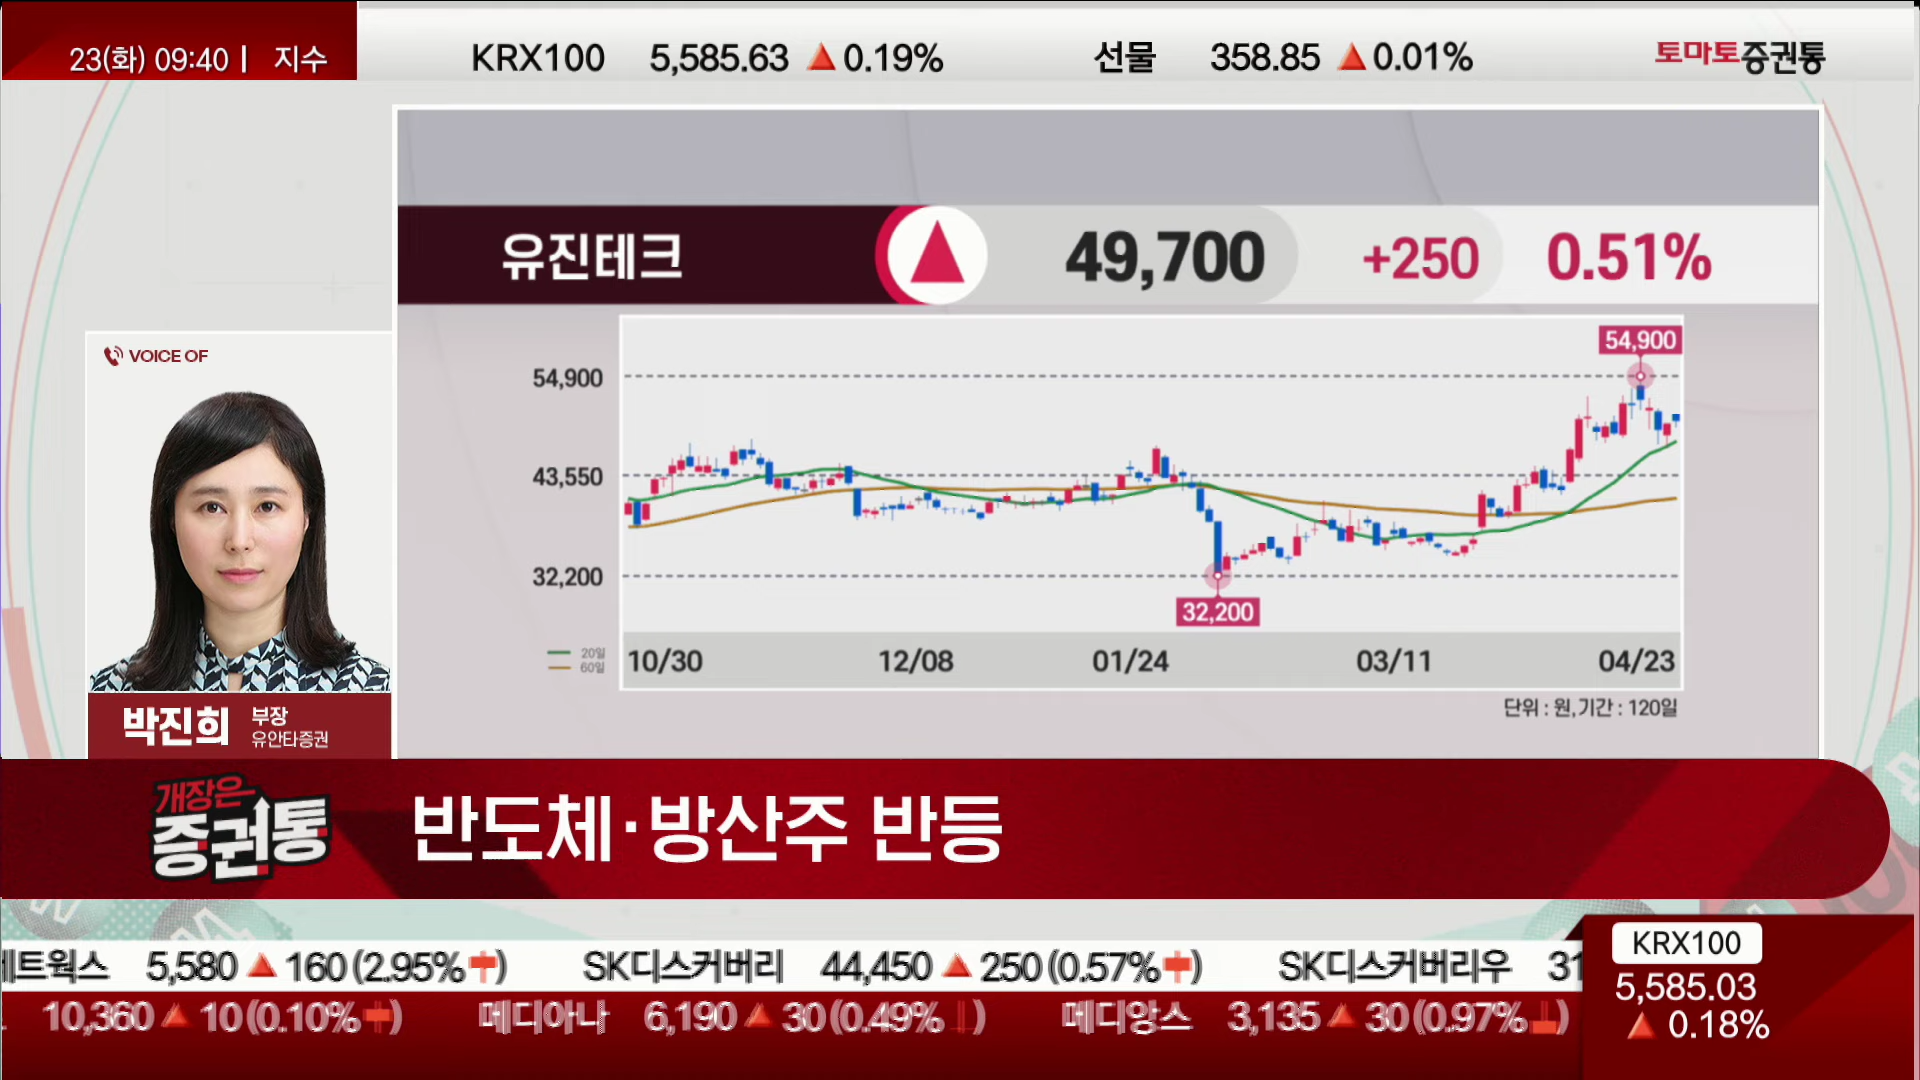 23(화) 09:40 | 지수
KRX100 5,585.63 ▲0.19%
선물 358.85 ▲0.01%
토마토증권통
유진테크 ▲ 49,700 +250 0.51%
VOICE OF
박진희 부장
유안타증권
54,900
54,900
43,550
32,200
32,200
20일
60일
10/30 12/08 01/24 03/11 04/23
단위 : 원, 기간 : 120일
개장은
증권통
반도체·방산주 반등
트웍스 5,580 ▲160(2.95%) SK디스커버리 44,450 ▲250(0.57%) SK디스커버리우 31
10,360 ▲10(0.10%) 메디아나 6,190 ▲30(0.49%) 메디앙스 3,135 ▲30(0.97%)
KRX100
5,585.03
▲ 0.18%